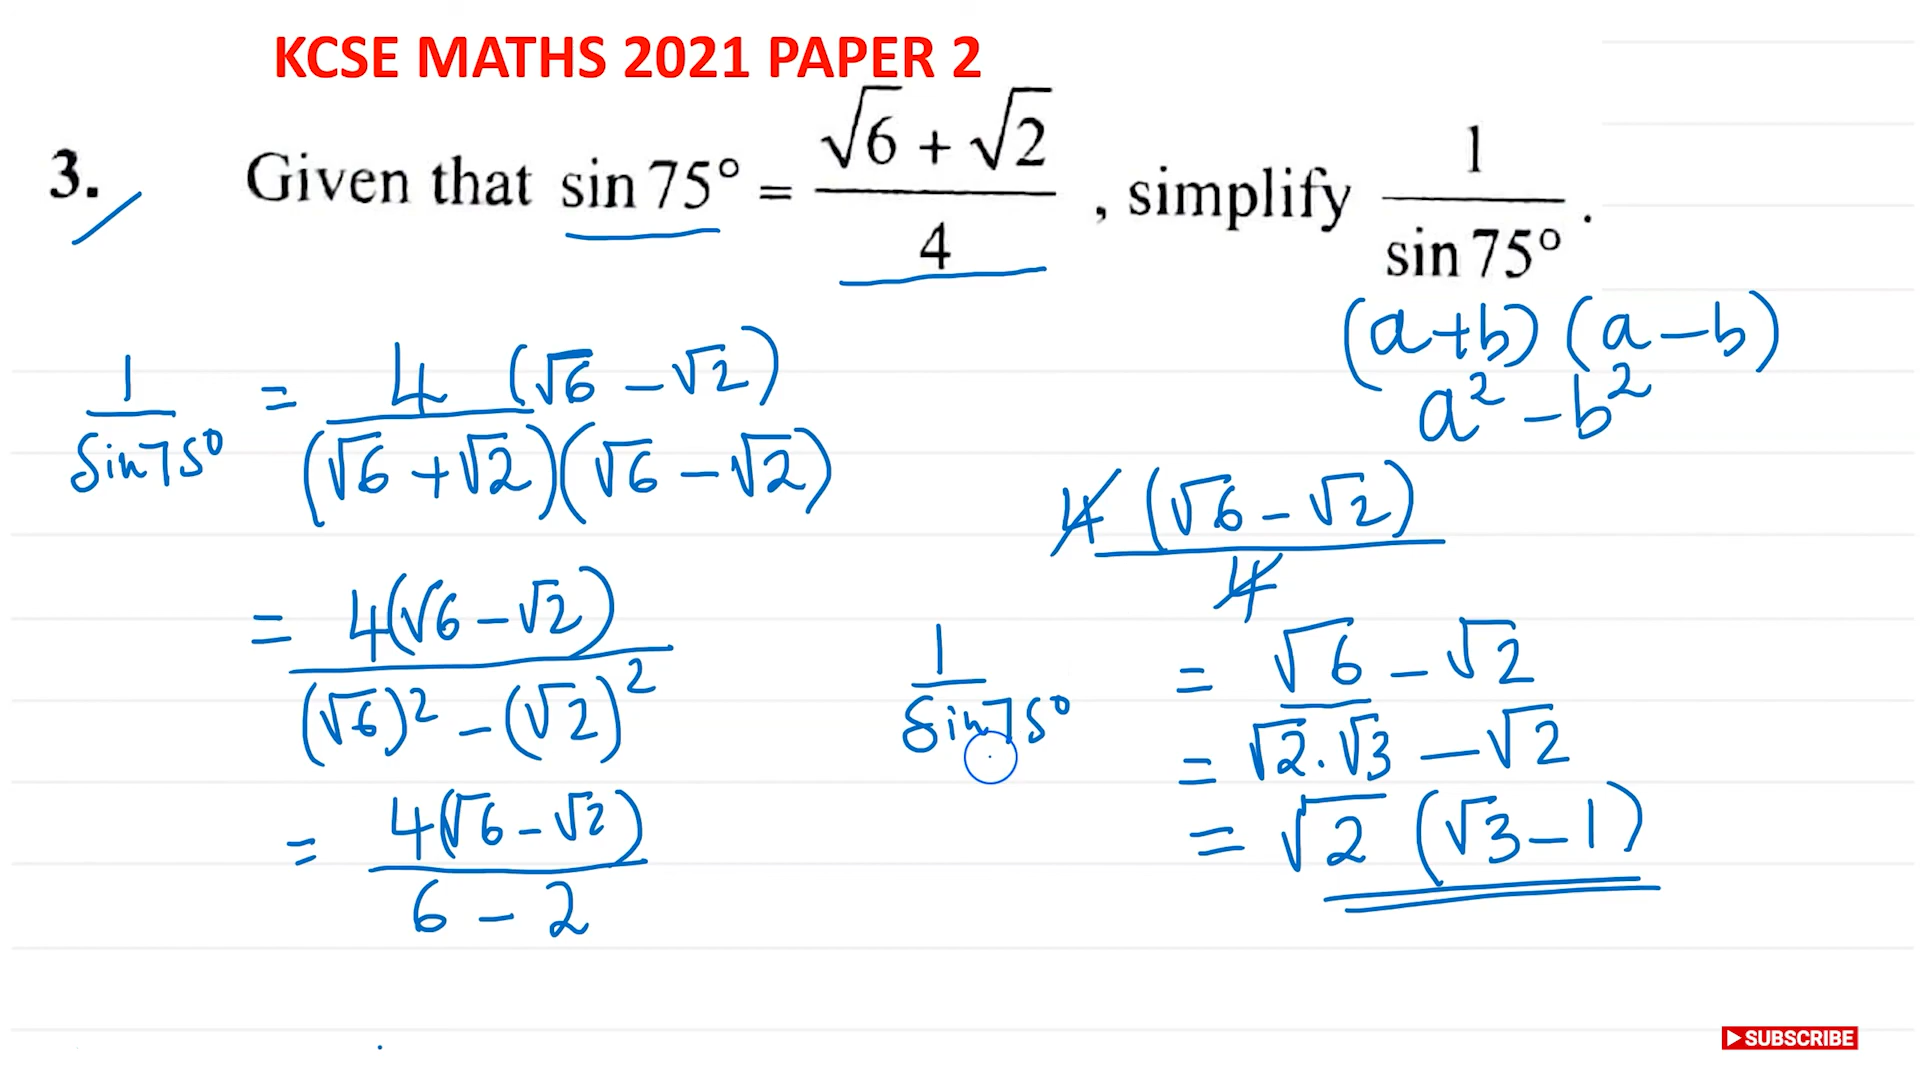 KCSE MATHS 2021 PAPER 2
3. Given that sin 75° = (√6 + √2)/4 , simplify 1/(sin 75°) .
(a+b) (a−b)
a² − b²
1/(Sin75°) = 4 (√6 − √2)/((√6 + √2)(√6 − √2))
= 4(√6 − √2)/((√6)² − (√2)²)
= 4(√6 − √2)/(6 − 2)
4 (√6 − √2)/4
1/(Sin75°) = √6 − √2
= √2 . √3 − √2
= √2 (√3 − 1)
SUBSCRIBE